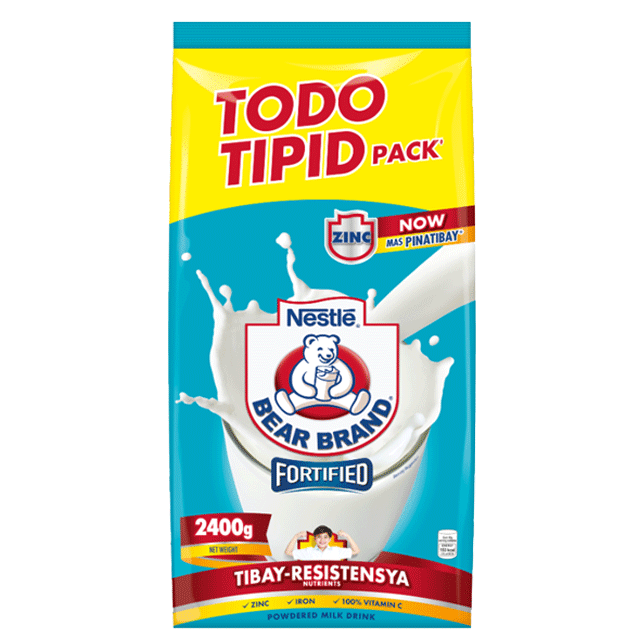 TODO
TIPID PACK
ZINC
NOW
MAS PINATIBAY
Nestlé
BEAR BRAND
FORTIFIED
2400g
NET WEIGHT
TIBAY-RESISTENSYA
NUTRIENTS
✓ ZINC ✓ IRON ✓ 100% VITAMIN C
POWDERED MILK DRINK